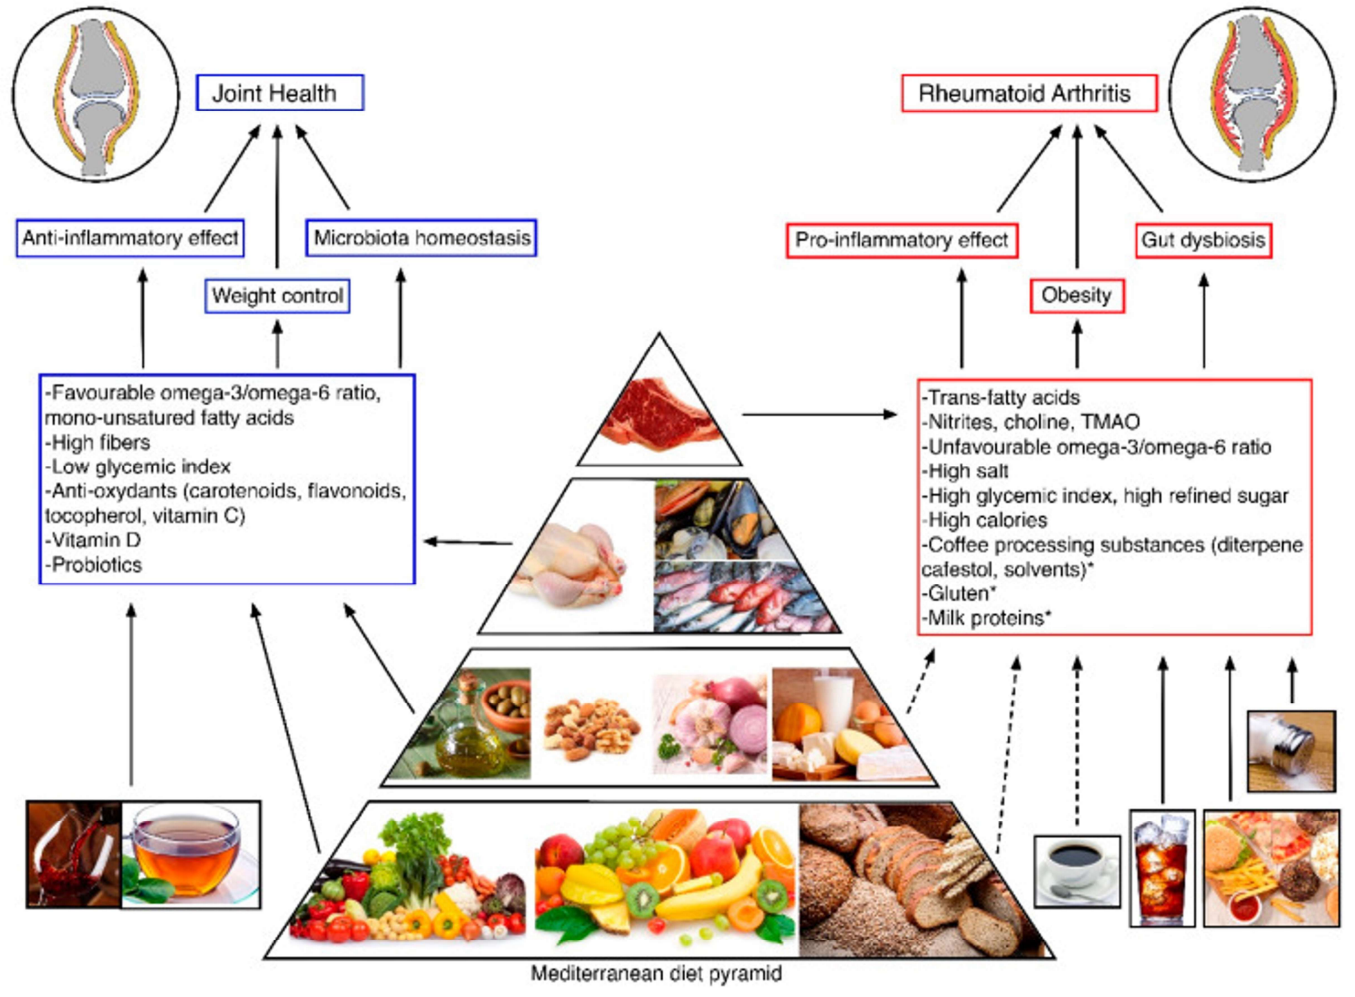 Joint Health
Rheumatoid Arthritis
Anti-inflammatory effect
Microbiota homeostasis
Weight control
Pro-inflammatory effect
Gut dysbiosis
Obesity
-Favourable omega-3/omega-6 ratio,
mono-unsatured fatty acids
-High fibers
-Low glycemic index
-Anti-oxydants (carotenoids, flavonoids,
tocopherol, vitamin C)
-Vitamin D
-Probiotics
-Trans-fatty acids
-Nitrites, choline, TMAO
-Unfavourable omega-3/omega-6 ratio
-High salt
-High glycemic index, high refined sugar
-High calories
-Coffee processing substances (diterpene
cafestol, solvents)*
-Gluten*
-Milk proteins*
Mediterranean diet pyramid